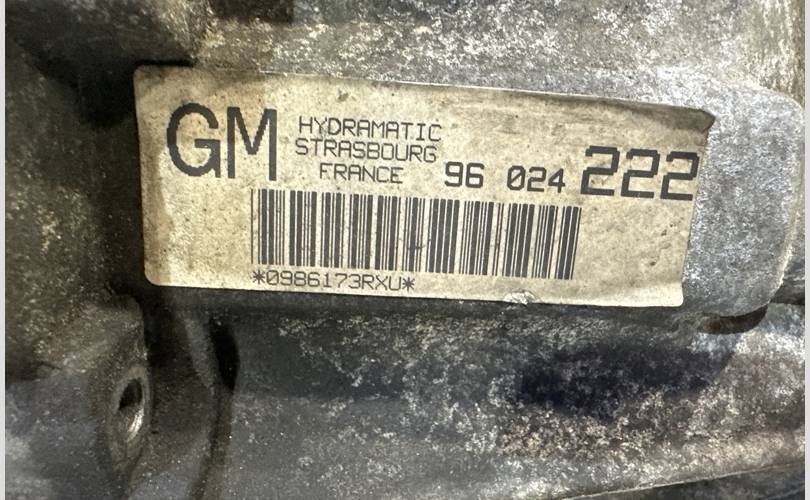 GM HYDRAMATIC
STRASBOURG
FRANCE 96 024 222
*0986173RXU*